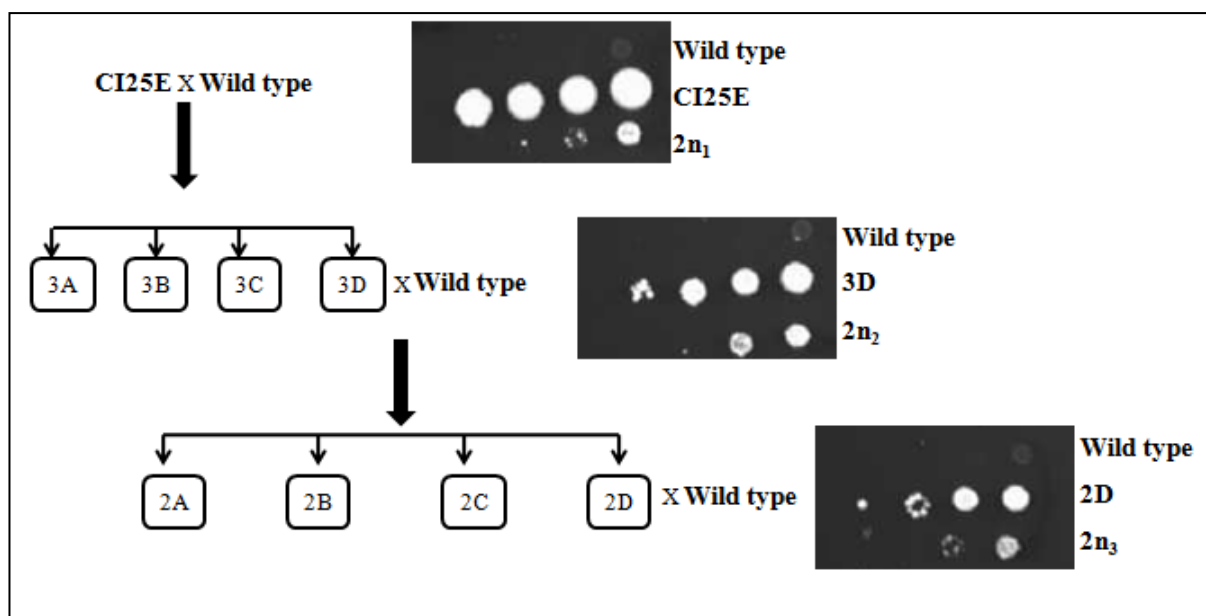 CI25E X Wild type
Wild type
CI25E
2n₁
3A 3B 3C 3D X Wild type
Wild type
3D
2n₂
2A 2B 2C 2D X Wild type
Wild type
2D
2n₃